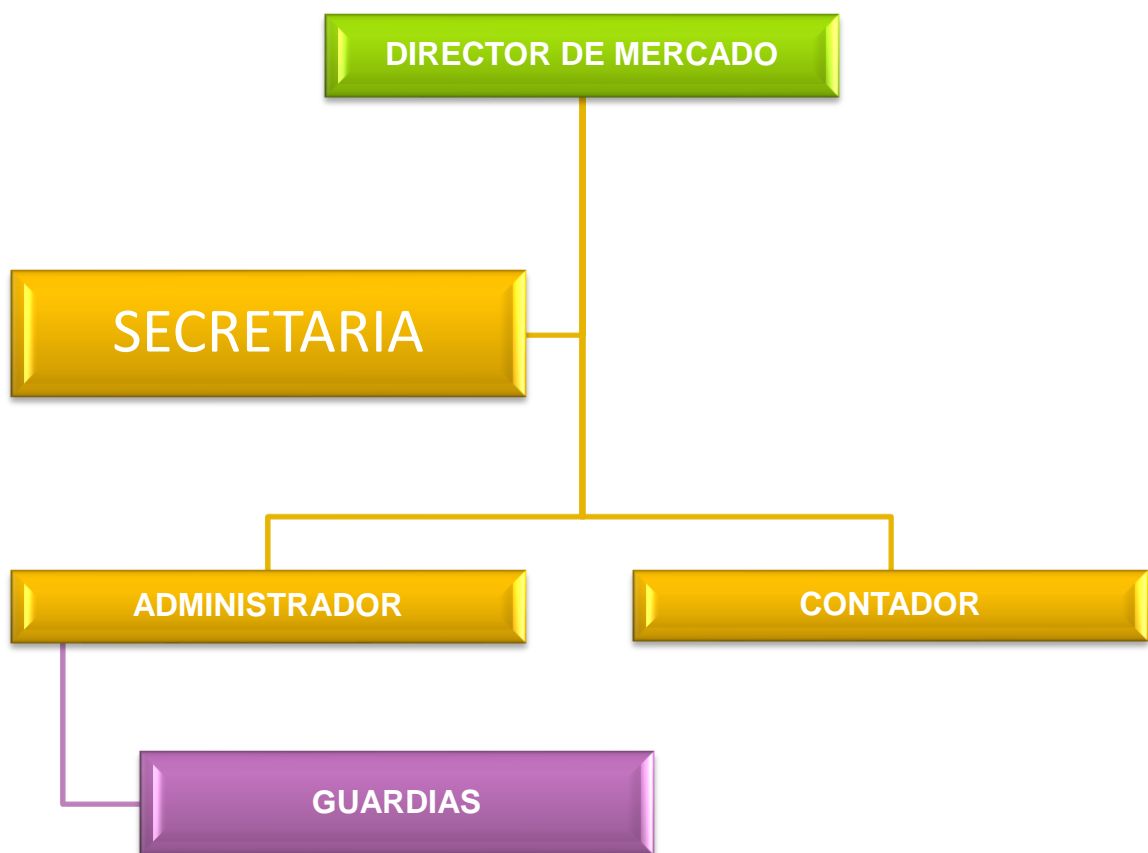 DIRECTOR DE MERCADO
SECRETARIA
ADMINISTRADOR
CONTADOR
GUARDIAS